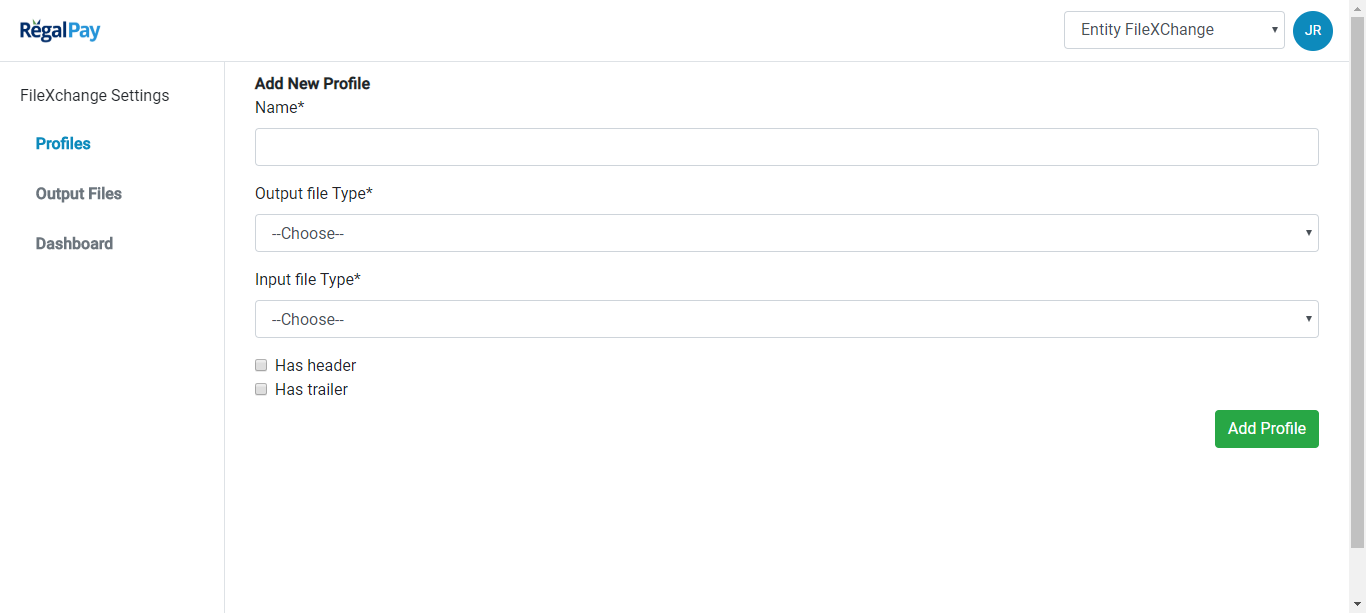 RegalPay
Entity FileXChange
JR
FileXchange Settings
Profiles
Output Files
Dashboard
Add New Profile
Name*
Output file Type*
--Choose--
Input file Type*
--Choose--
Has header
Has trailer
Add Profile